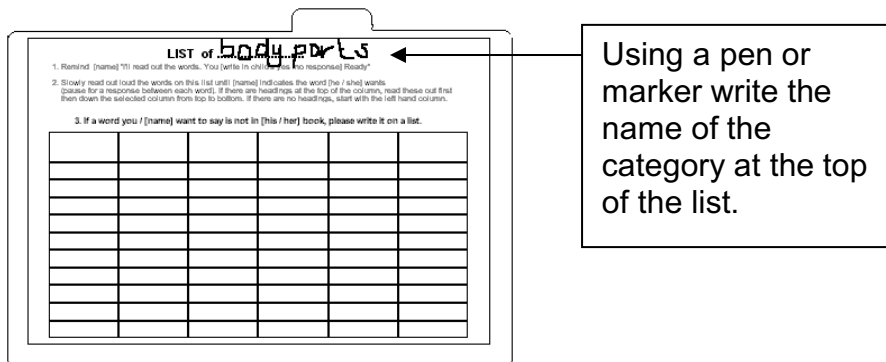 LIST of body parts
1. Remind [name] "I'll read out the words. You [write in child's yes / no response] Ready"
2. Slowly read out loud the words on this list until [name] indicates the word [he / she] wants
(pause for a response between each word). If there are headings at the top of the column, read these out first
then down the selected column from top to bottom. If there are no headings, start with the left hand column.
3. If a word you / [name] want to say is not in [his / her] book, please write it on a list.
Using a pen or
marker write the
name of the
category at the top
of the list.